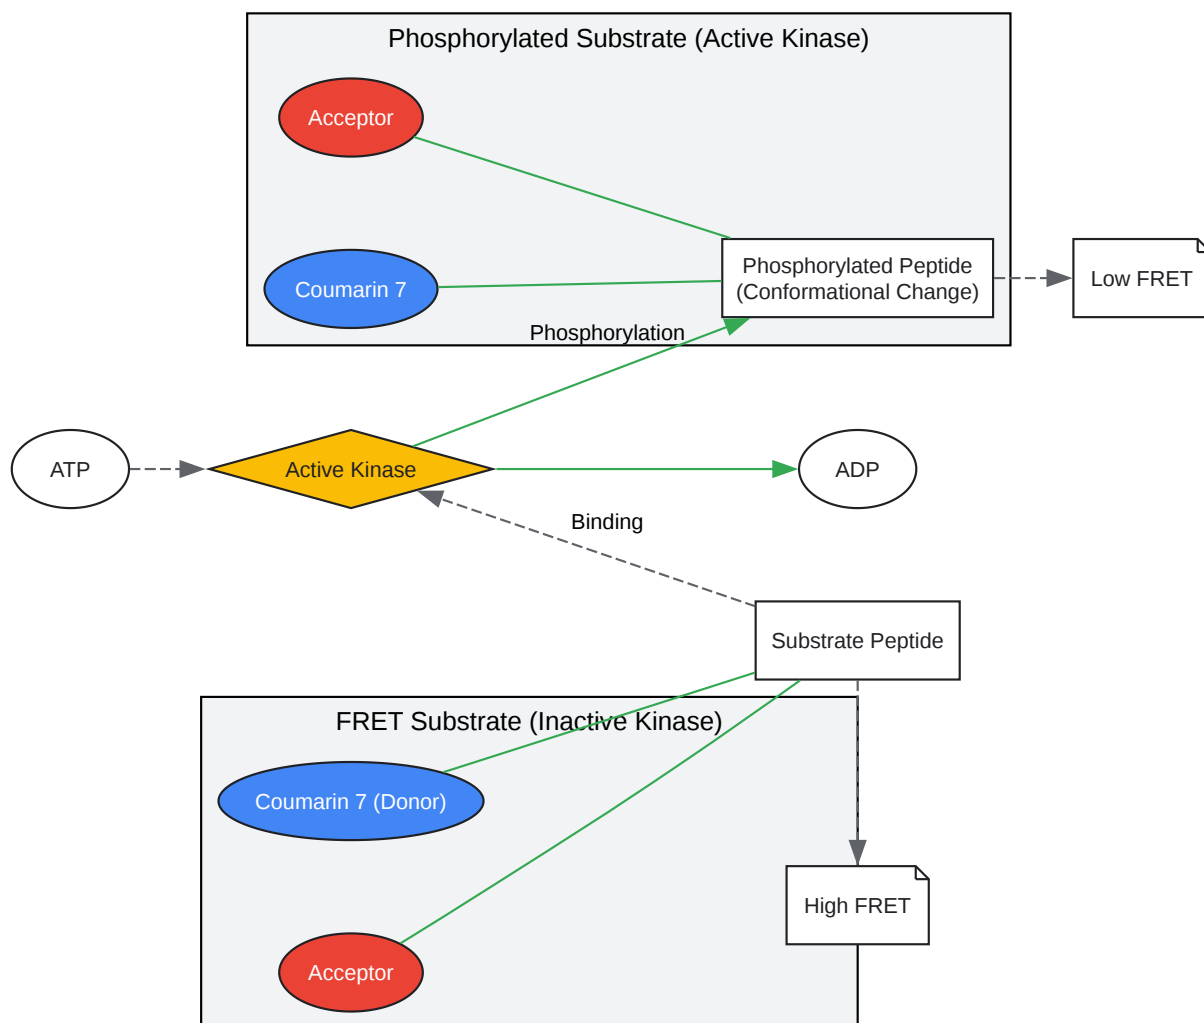 Phosphorylated Substrate (Active Kinase)
Acceptor
Coumarin 7
Phosphorylated Peptide
(Conformational Change)
Low FRET
Phosphorylation
ATP
Active Kinase
ADP
Binding
Substrate Peptide
FRET Substrate (Inactive Kinase)
Coumarin 7 (Donor)
High FRET
Acceptor